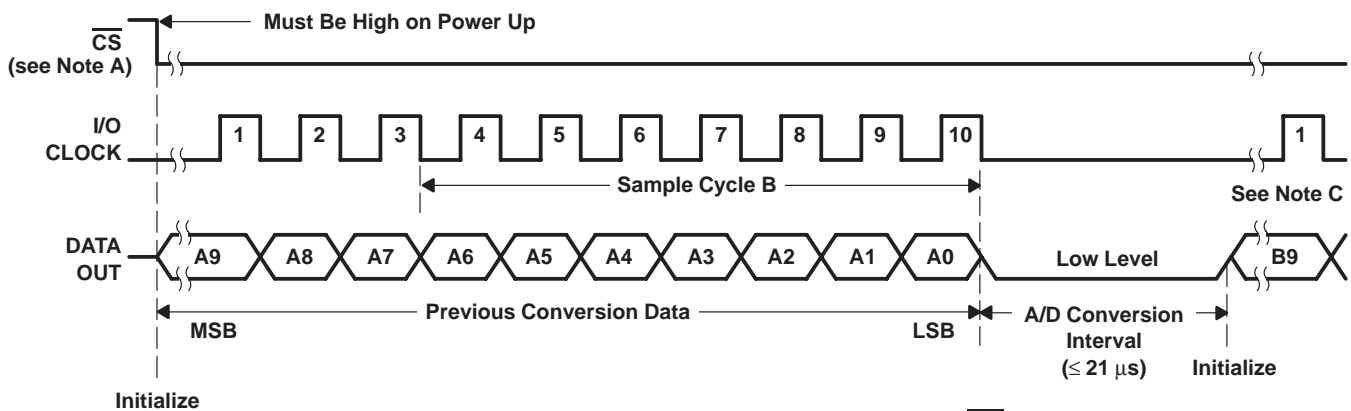 Must Be High on Power Up
CS
(see Note A)
I/O
CLOCK
1 2 3 4 5 6 7 8 9 10 1
Sample Cycle B
See Note C
DATA
OUT
A9 A8 A7 A6 A5 A4 A3 A2 A1 A0 Low Level B9
Previous Conversion Data
MSB LSB
A/D Conversion
Interval
(≤ 21 μs)
Initialize
Initialize